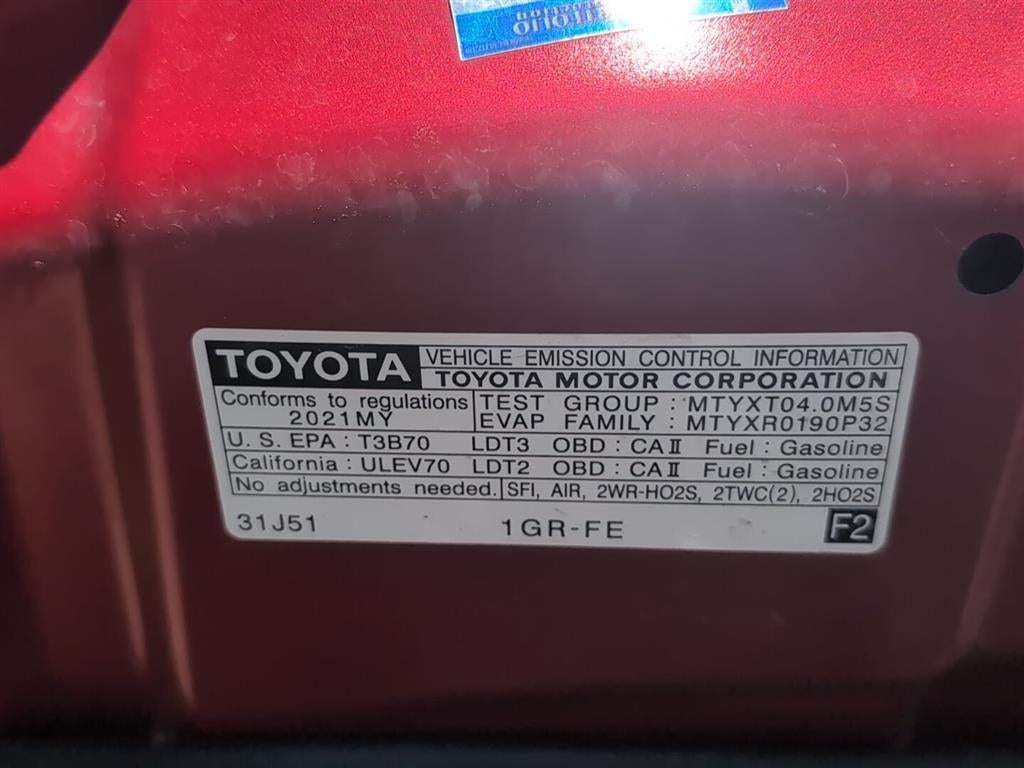 TOYOTA
VEHICLE EMISSION CONTROL INFORMATION
TOYOTA MOTOR CORPORATION
Conforms to regulations
2021MY
TEST GROUP : MTYXT04.0M5S
EVAP FAMILY : MTYXR0190P32
U.S. EPA : T3B70 LDT3 OBD : CAⅡ Fuel : Gasoline
California : ULEV70 LDT2 OBD : CAⅡ Fuel : Gasoline
No adjustments needed. SFI, AIR, 2WR-HO2S, 2TWC(2), 2HO2S
31J51 1GR-FE F2